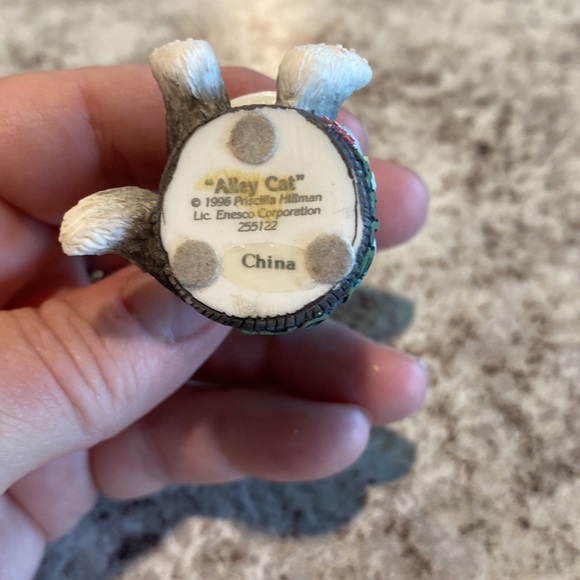 "Alley Cat"
© 1996 Priscilla Hillman
Lic. Enesco Corporation
255122
China